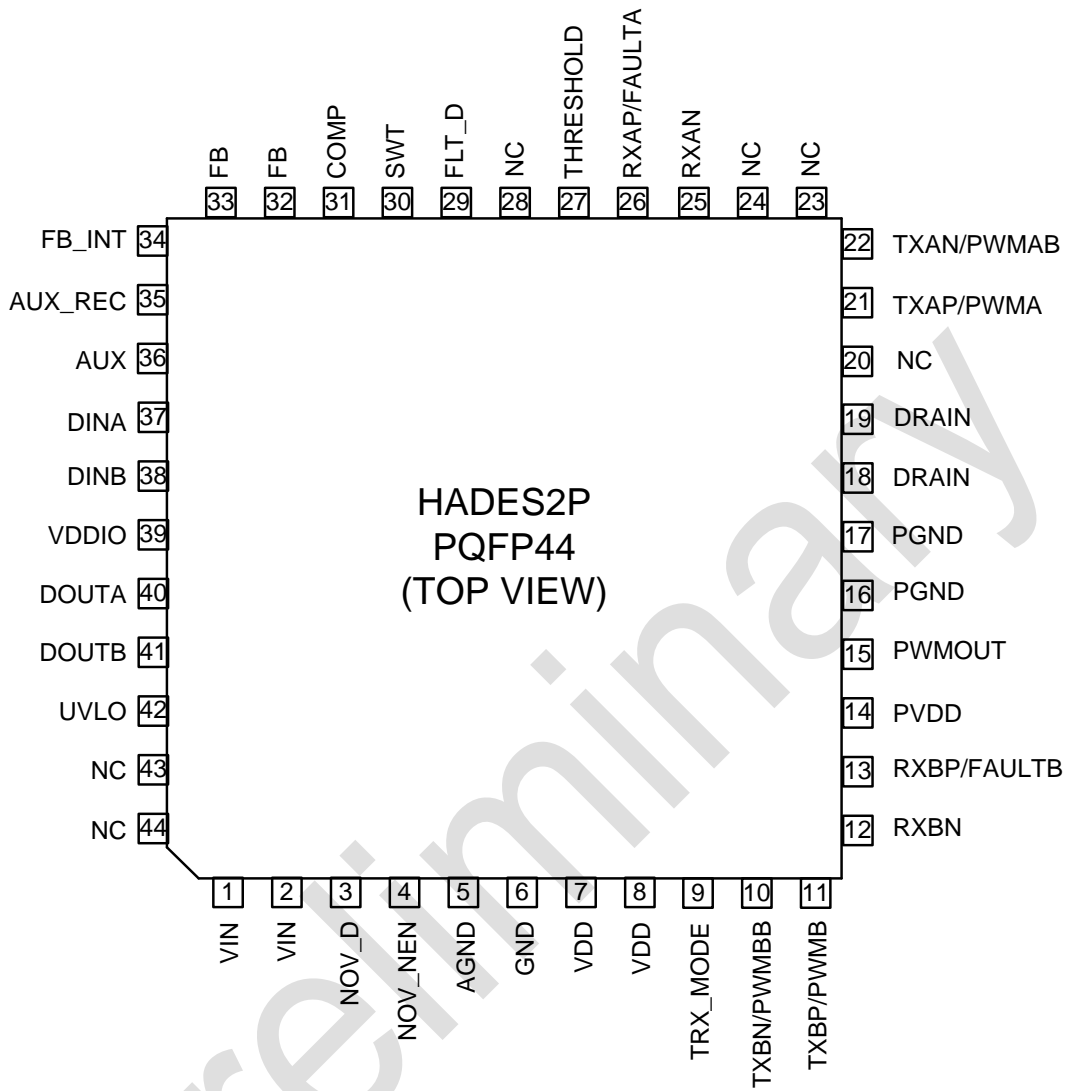 FB
FB
COMP
SWT
FLT_D
NC
THRESHOLD
RXAP/FAULTA
RXAN
NC
NC
33
32
31
30
29
28
27
26
25
24
23
FB_INT 34
AUX_REC 35
AUX 36
DINA 37
DINB 38
VDDIO 39
DOUTA 40
DOUTB 41
UVLO 42
NC 43
NC 44
HADES2P
PQFP44
(TOP VIEW)
22 TXAN/PWMAB
21 TXAP/PWMA
20 NC
19 DRAIN
18 DRAIN
17 PGND
16 PGND
15 PWMOUT
14 PVDD
13 RXBP/FAULTB
12 RXBN
1
2
3
4
5
6
7
8
9
10
11
VIN
VIN
NOV_D
NOV_NEN
AGND
GND
VDD
VDD
TRX_MODE
TXBN/PWMBB
TXBP/PWMB
reliminary